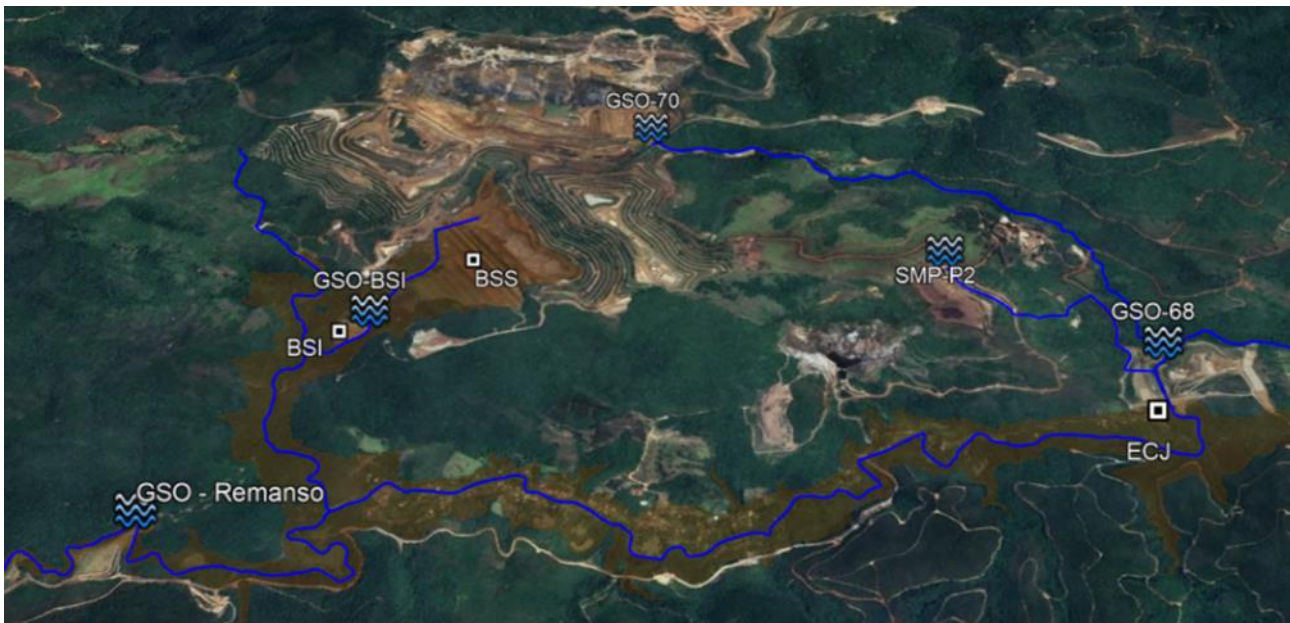 GSO-70
GSO-BSI
BSS
SMP-P2
BSI
GSO-68
ECJ
GSO - Remanso